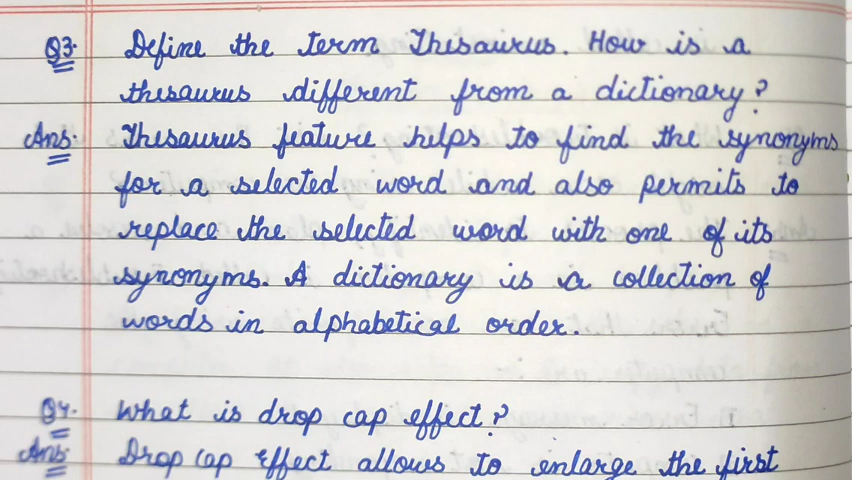 Q3. Define the term Thesaurus. How is a
thesaurus different from a dictionary?
Ans. Thesaurus feature helps to find the synonyms
for a selected word and also permits to
replace the selected word with one of its
synonyms. A dictionary is a collection of
words in alphabetical order.
Q4. What is drop cap effect?
Ans. Drop cap effect allows to enlarge the first